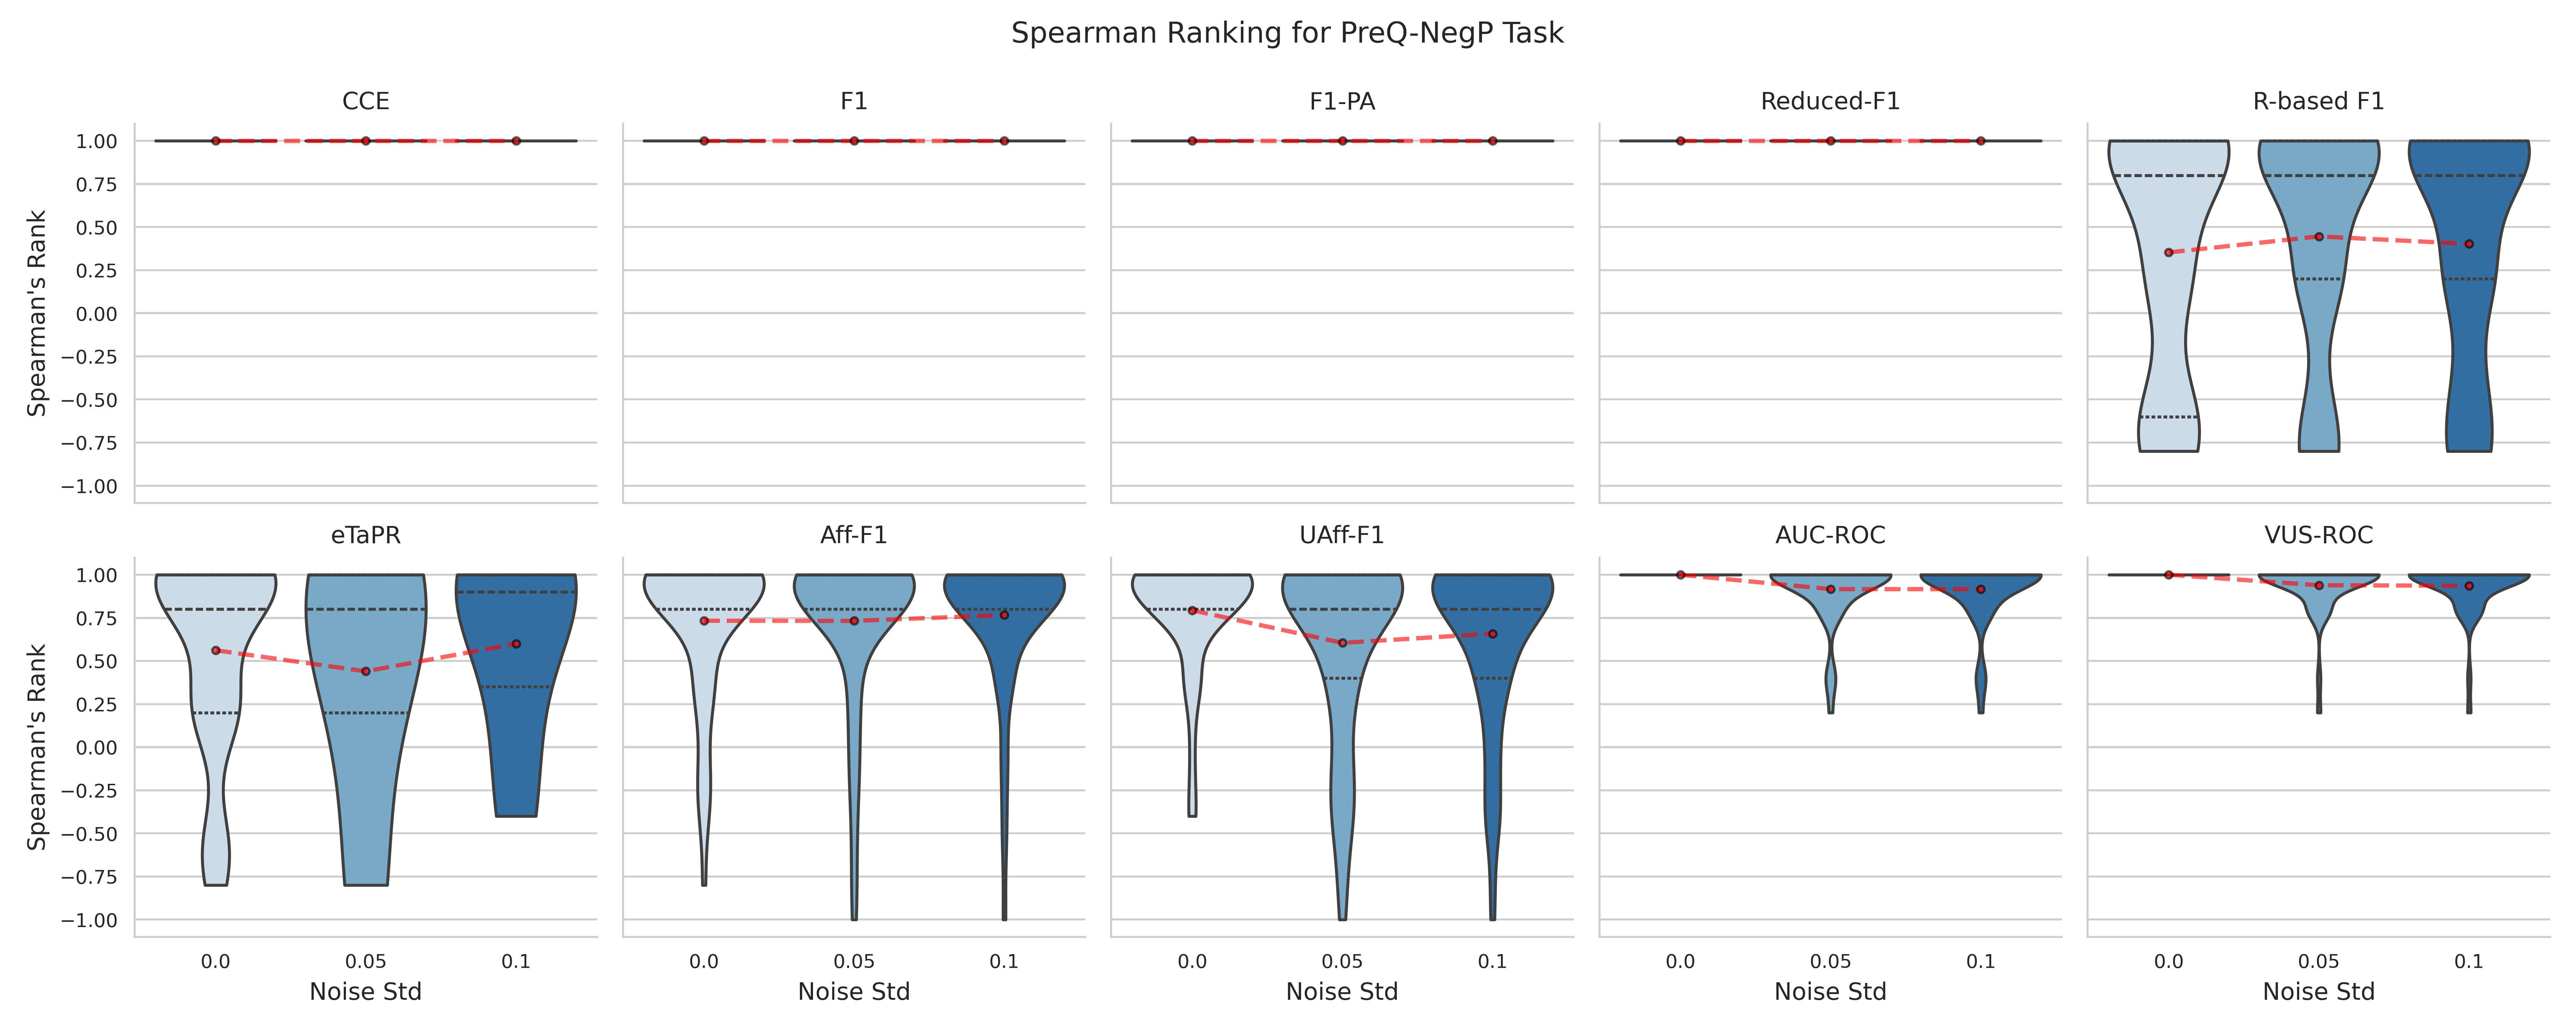 Spearman Ranking for PreQ-NegP Task
CCE
F1
F1-PA
Reduced-F1
R-based F1
Spearman's Rank
1.00
0.75
0.50
0.25
0.00
−0.25
−0.50
−0.75
−1.00
eTaPR
Aff-F1
UAff-F1
AUC-ROC
VUS-ROC
Spearman's Rank
1.00
0.75
0.50
0.25
0.00
−0.25
−0.50
−0.75
−1.00
0.0 0.05 0.1
0.0 0.05 0.1
0.0 0.05 0.1
0.0 0.05 0.1
0.0 0.05 0.1
Noise Std
Noise Std
Noise Std
Noise Std
Noise Std